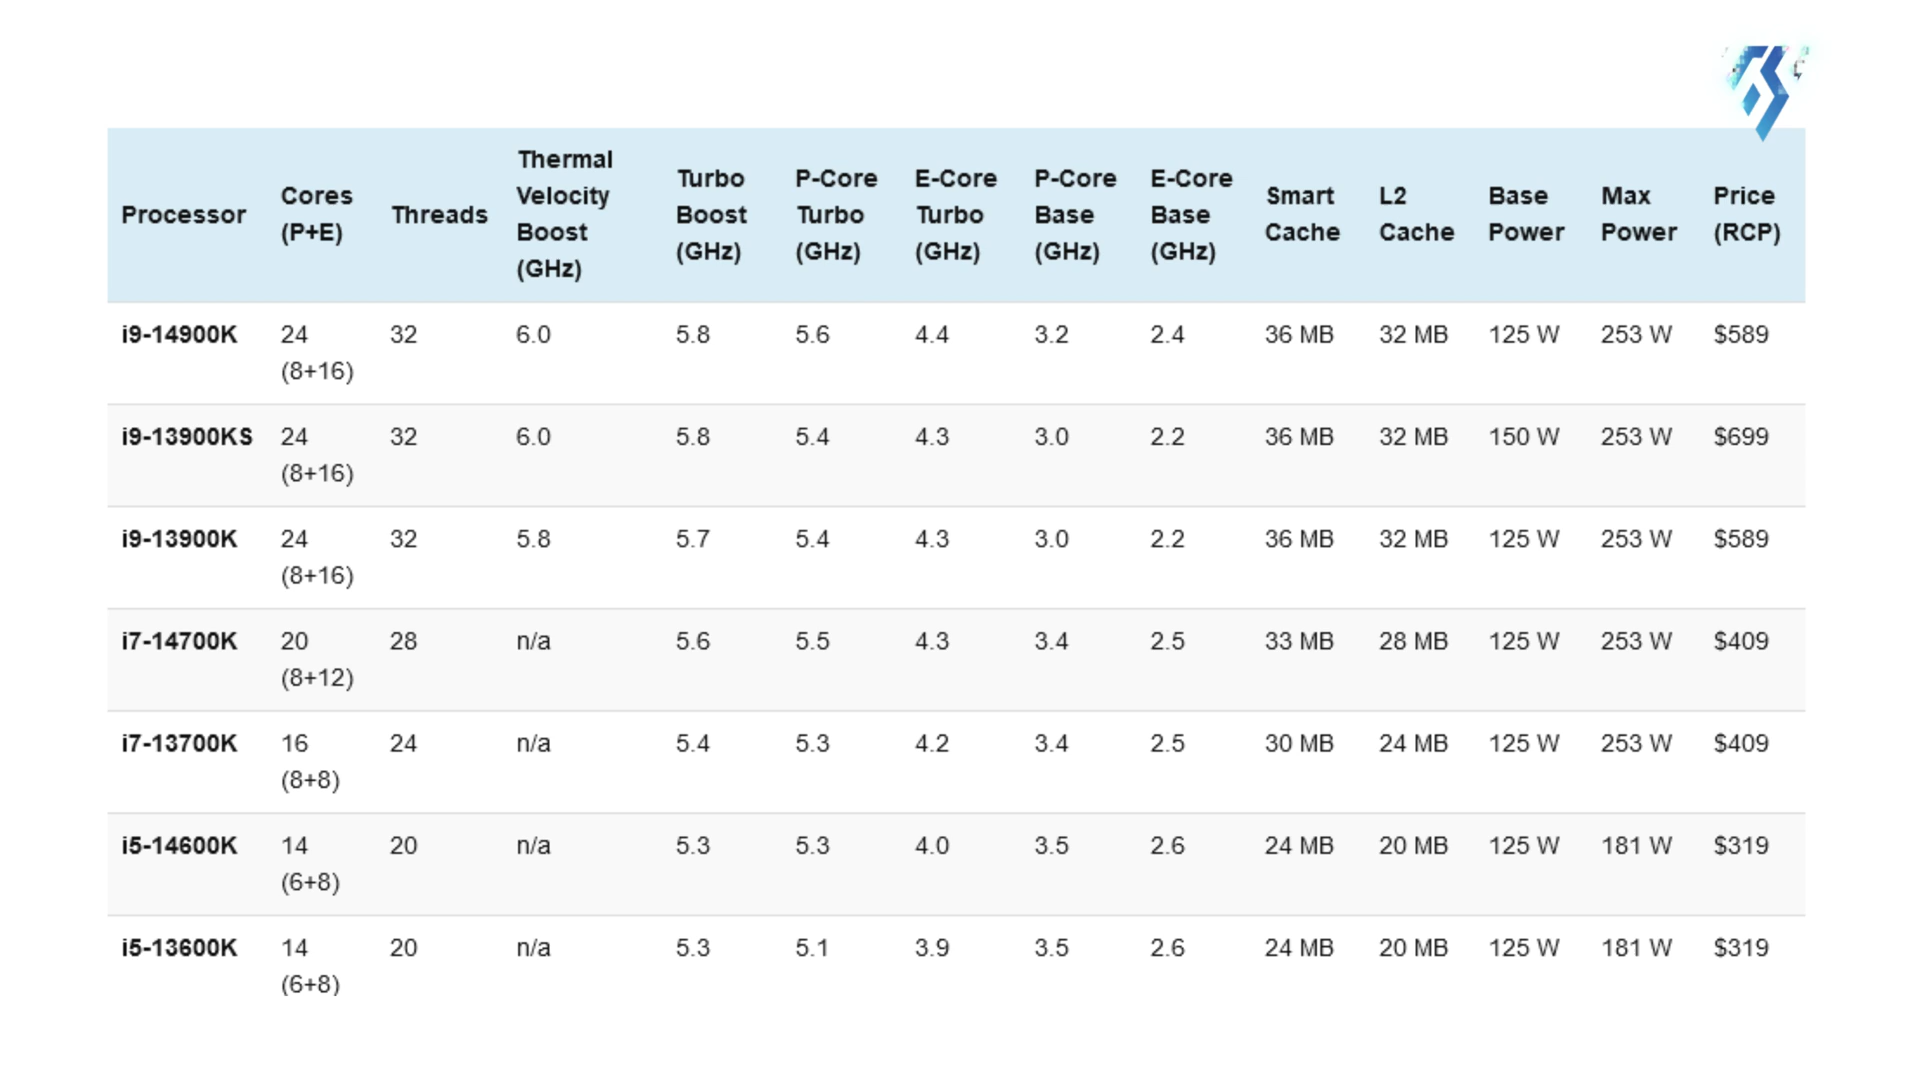 Processor Cores (P+E) Threads Thermal Velocity Boost (GHz) Turbo Boost (GHz) P-Core Turbo (GHz) E-Core Turbo (GHz) P-Core Base (GHz) E-Core Base (GHz) Smart Cache L2 Cache Base Power Max Power Price (RCP)
i9-14900K 24 (8+16) 32 6.0 5.8 5.6 4.4 3.2 2.4 36 MB 32 MB 125 W 253 W $589
i9-13900KS 24 (8+16) 32 6.0 5.8 5.4 4.3 3.0 2.2 36 MB 32 MB 150 W 253 W $699
i9-13900K 24 (8+16) 32 5.8 5.7 5.4 4.3 3.0 2.2 36 MB 32 MB 125 W 253 W $589
i7-14700K 20 (8+12) 28 n/a 5.6 5.5 4.3 3.4 2.5 33 MB 28 MB 125 W 253 W $409
i7-13700K 16 (8+8) 24 n/a 5.4 5.3 4.2 3.4 2.5 30 MB 24 MB 125 W 253 W $409
i5-14600K 14 (6+8) 20 n/a 5.3 5.3 4.0 3.5 2.6 24 MB 20 MB 125 W 181 W $319
i5-13600K 14 (6+8) 20 n/a 5.3 5.1 3.9 3.5 2.6 24 MB 20 MB 125 W 181 W $319